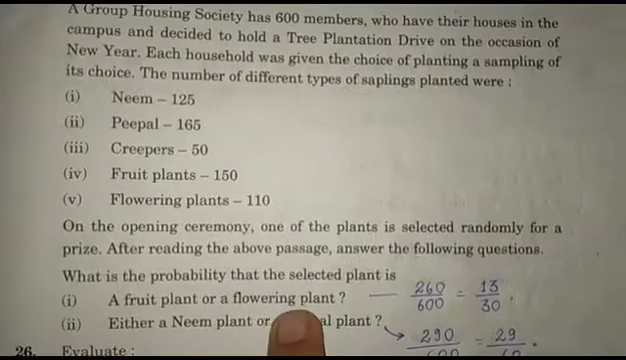 A Group Housing Society has 600 members, who have their houses in the
campus and decided to hold a Tree Plantation Drive on the occasion of
New Year. Each household was given the choice of planting a sampling of
its choice. The number of different types of saplings planted were :
(i) Neem – 125
(ii) Peepal – 165
(iii) Creepers – 50
(iv) Fruit plants – 150
(v) Flowering plants – 110
On the opening ceremony, one of the plants is selected randomly for a
prize. After reading the above passage, answer the following questions.
What is the probability that the selected plant is
(i) A fruit plant or a flowering plant ? — 260/600 = 13/30 .
(ii) Either a Neem plant or al plant ? → 290/600 = 29/60 .
26. Evaluate :